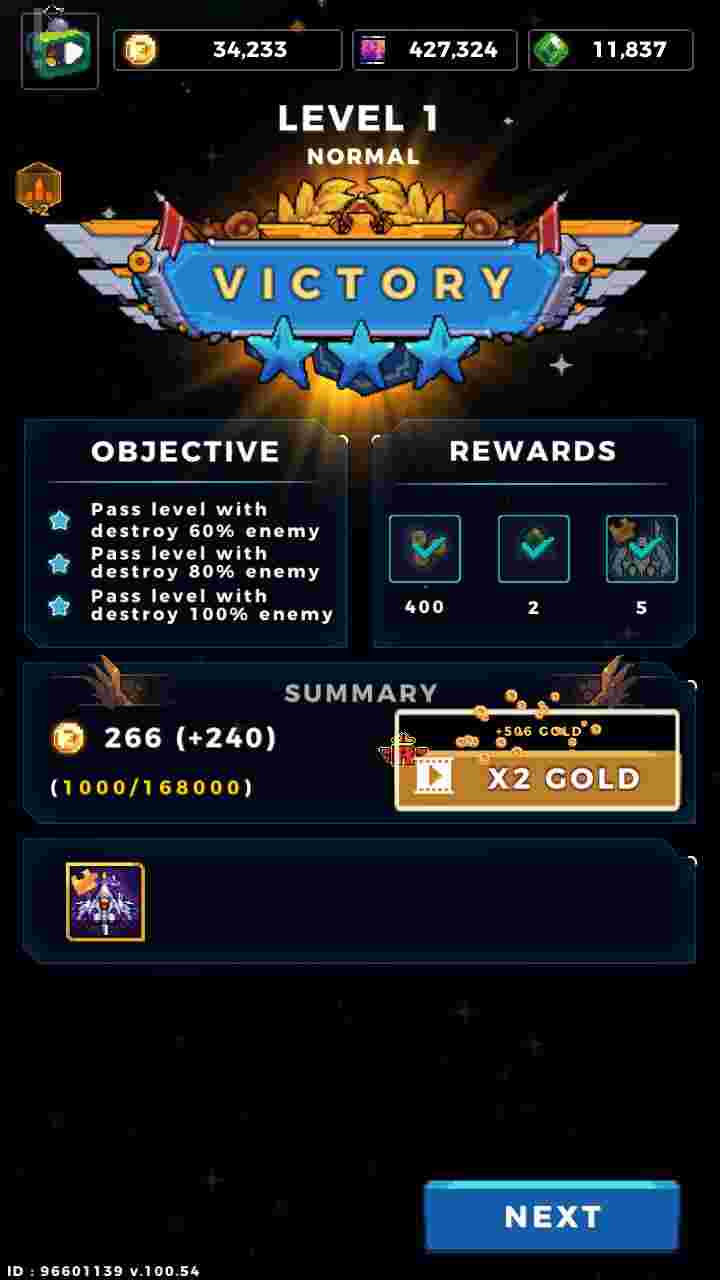 34,233
427,324
11,837
LEVEL 1
NORMAL
+2
VICTORY
OBJECTIVE
Pass level with
destroy 60% enemy
Pass level with
destroy 80% enemy
Pass level with
destroy 100% enemy
REWARDS
400
2
5
SUMMARY
266 (+240)
(1000/168000)
+506 GOLD
X2 GOLD
NEXT
ID : 96601139 v.100.54